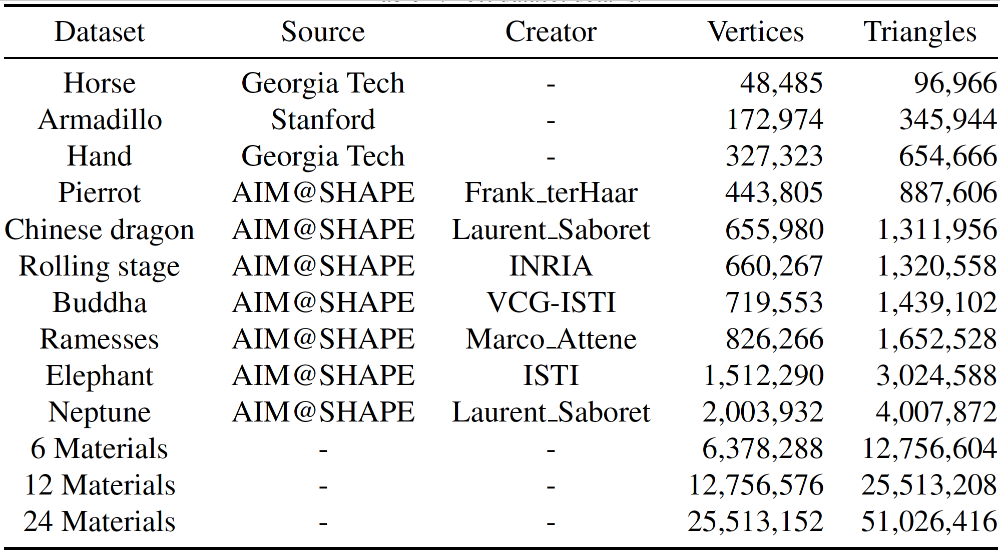 Dataset Source Creator Vertices Triangles
Horse Georgia Tech - 48,485 96,966
Armadillo Stanford - 172,974 345,944
Hand Georgia Tech - 327,323 654,666
Pierrot AIM@SHAPE Frank_terHaar 443,805 887,606
Chinese dragon AIM@SHAPE Laurent_Saboret 655,980 1,311,956
Rolling stage AIM@SHAPE INRIA 660,267 1,320,558
Buddha AIM@SHAPE VCG-ISTI 719,553 1,439,102
Ramesses AIM@SHAPE Marco_Attene 826,266 1,652,528
Elephant AIM@SHAPE ISTI 1,512,290 3,024,588
Neptune AIM@SHAPE Laurent_Saboret 2,003,932 4,007,872
6 Materials - - 6,378,288 12,756,604
12 Materials - - 12,756,576 25,513,208
24 Materials - - 25,513,152 51,026,416